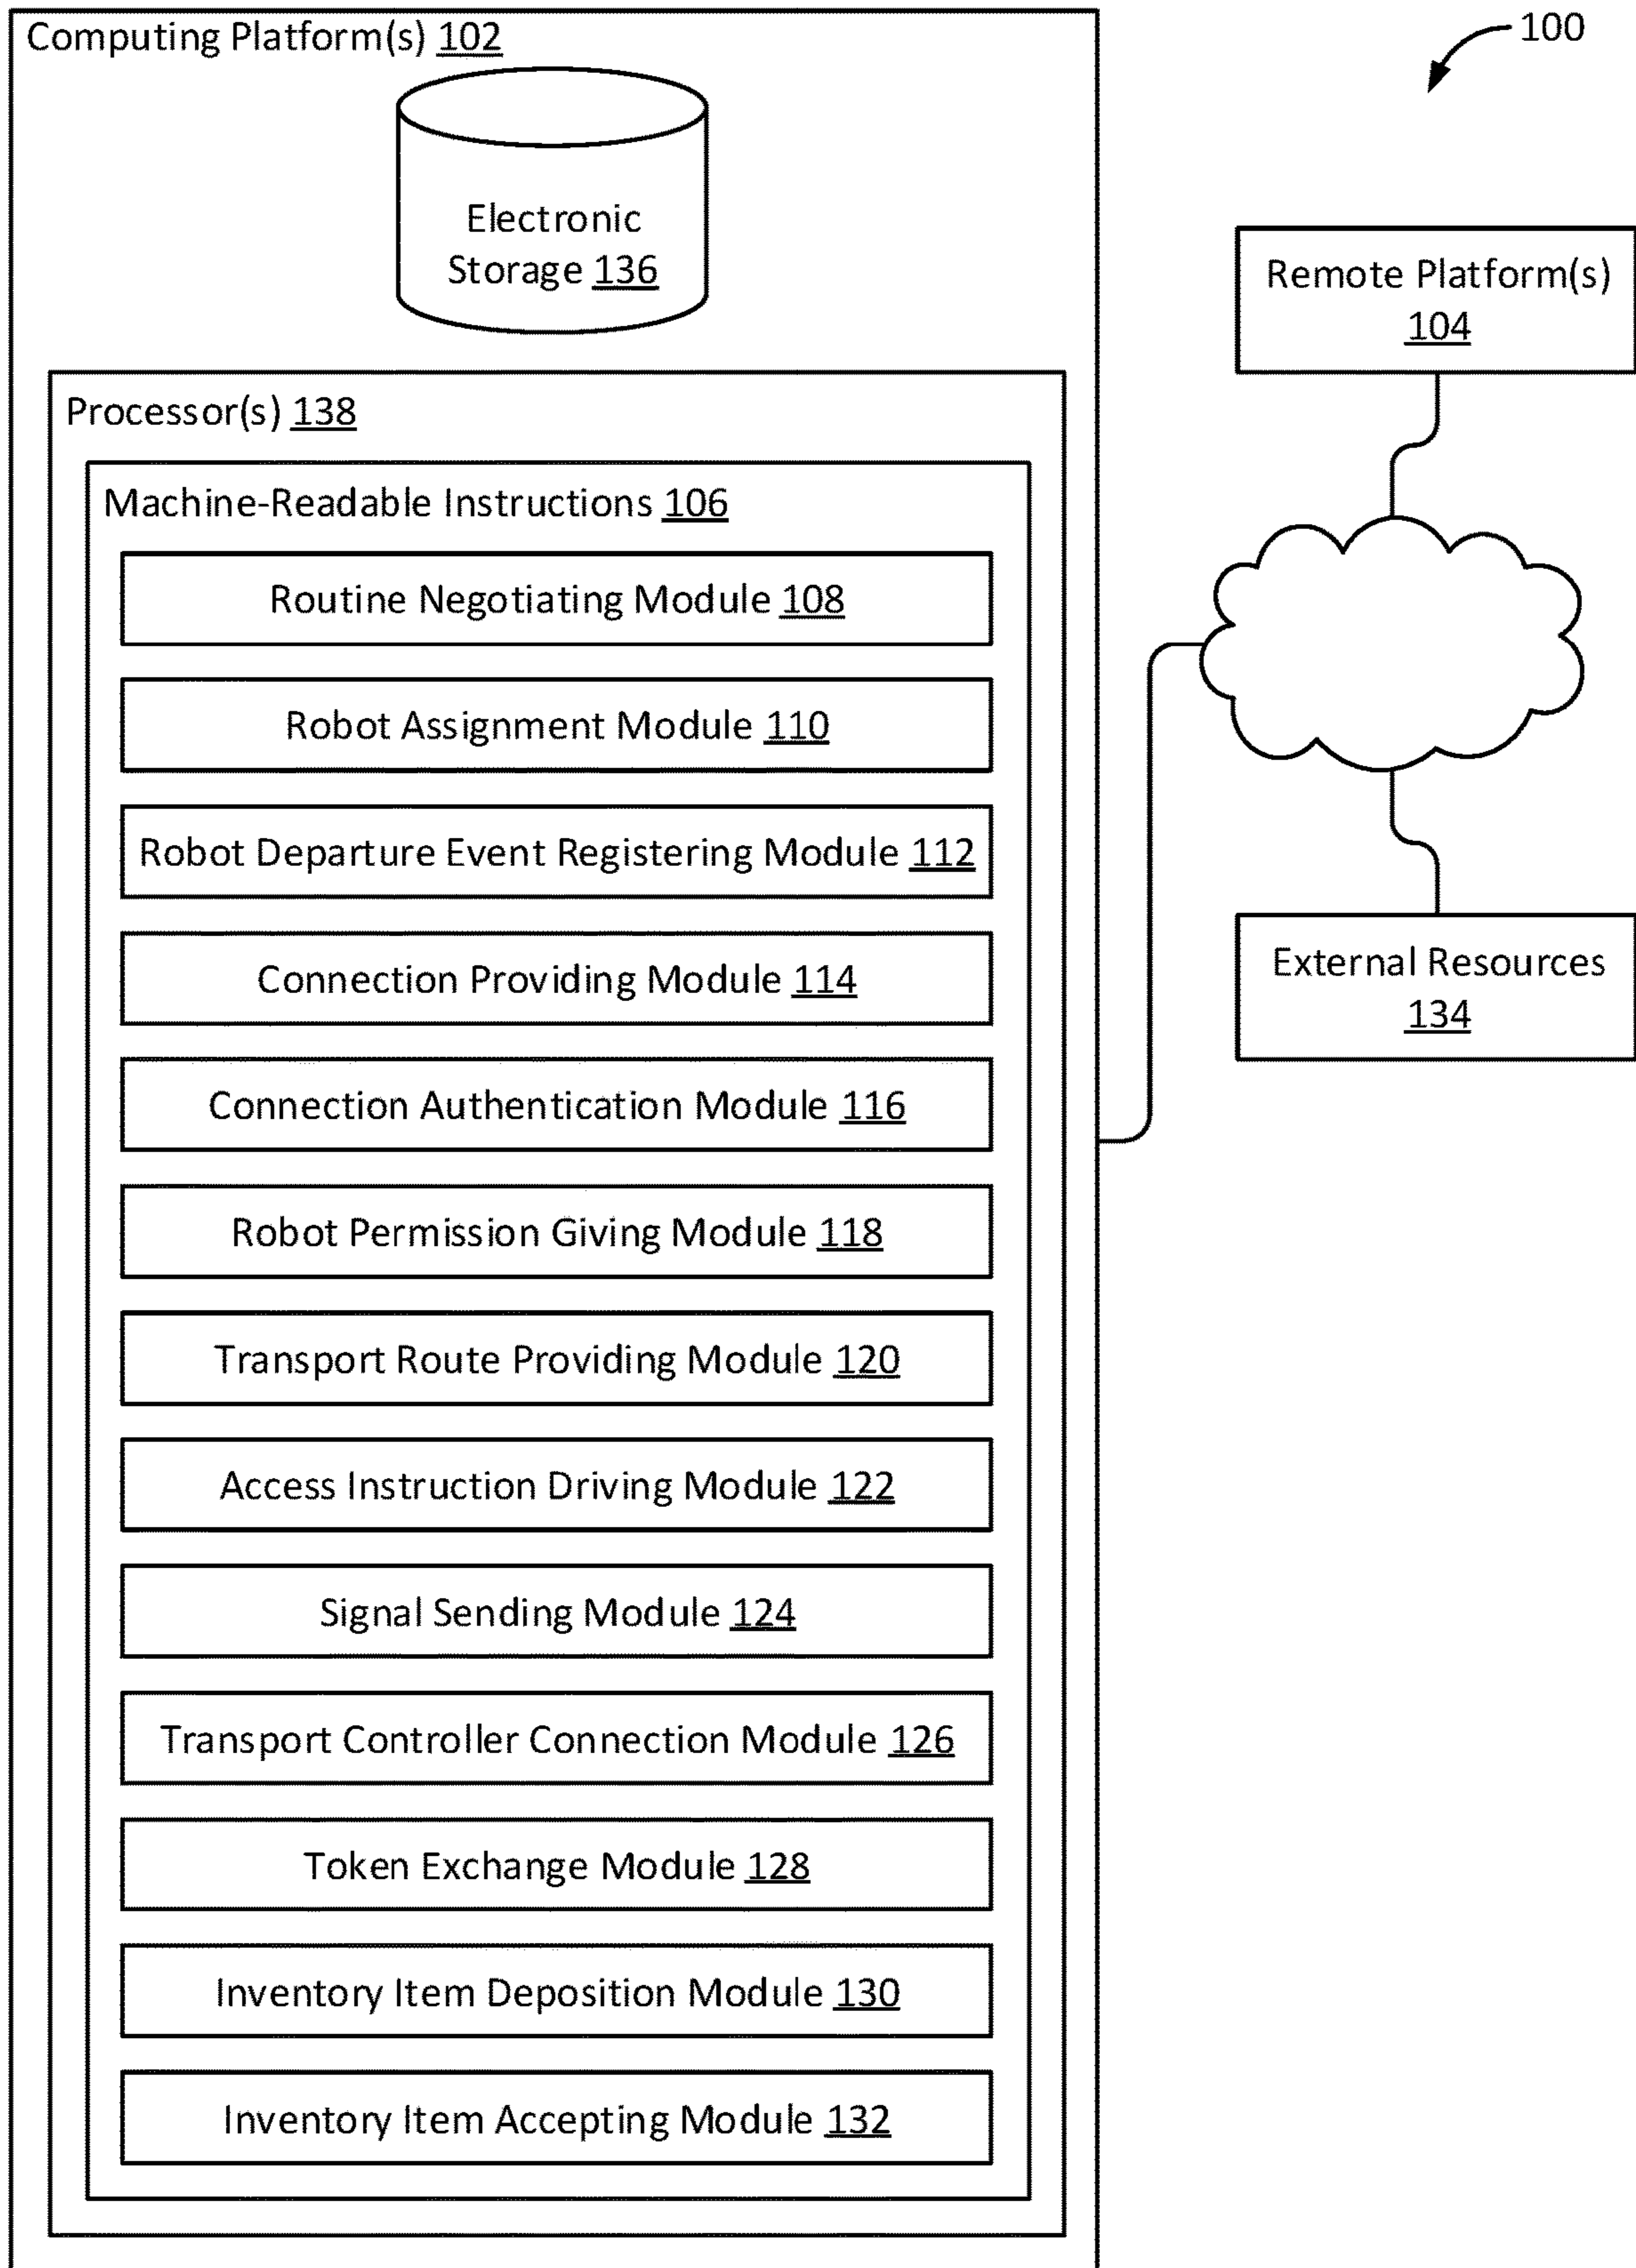 Computing Platform(s) 102
100
Electronic
Storage 136
Remote Platform(s)
104
Processor(s) 138
Machine-Readable Instructions 106
Routine Negotiating Module 108
Robot Assignment Module 110
Robot Departure Event Registering Module 112
Connection Providing Module 114
External Resources
134
Connection Authentication Module 116
Robot Permission Giving Module 118
Transport Route Providing Module 120
Access Instruction Driving Module 122
Signal Sending Module 124
Transport Controller Connection Module 126
Token Exchange Module 128
Inventory Item Deposition Module 130
Inventory Item Accepting Module 132